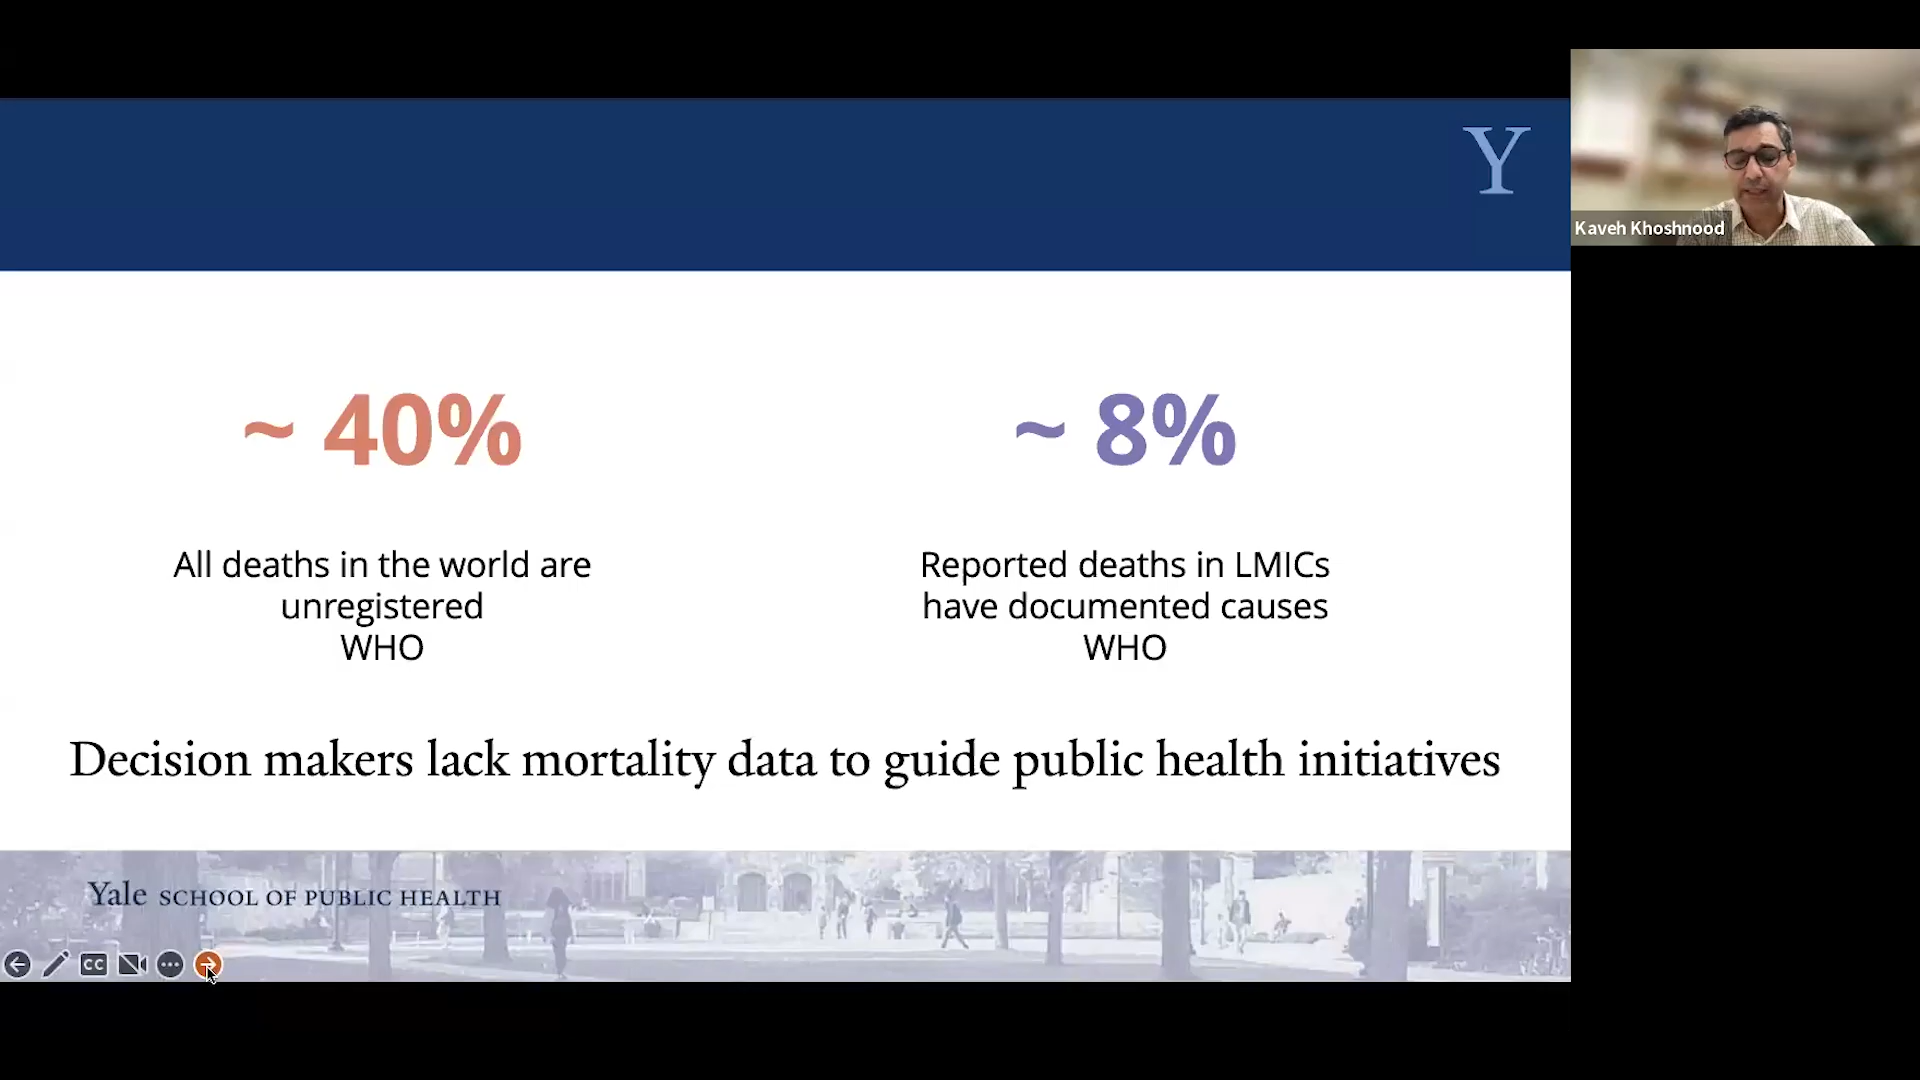 Y
Kaveh Khoshnood
~ 40%
All deaths in the world are
unregistered
WHO
~ 8%
Reported deaths in LMICs
have documented causes
WHO
Decision makers lack mortality data to guide public health initiatives
Yale SCHOOL OF PUBLIC HEALTH
CC